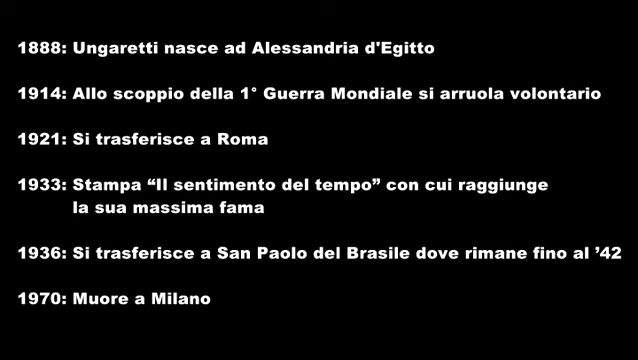 1888: Ungaretti nasce ad Alessandria d'Egitto
1914: Allo scoppio della 1° Guerra Mondiale si arruola volontario
1921: Si trasferisce a Roma
1933: Stampa “Il sentimento del tempo” con cui raggiunge
la sua massima fama
1936: Si trasferisce a San Paolo del Brasile dove rimane fino al ’42
1970: Muore a Milano